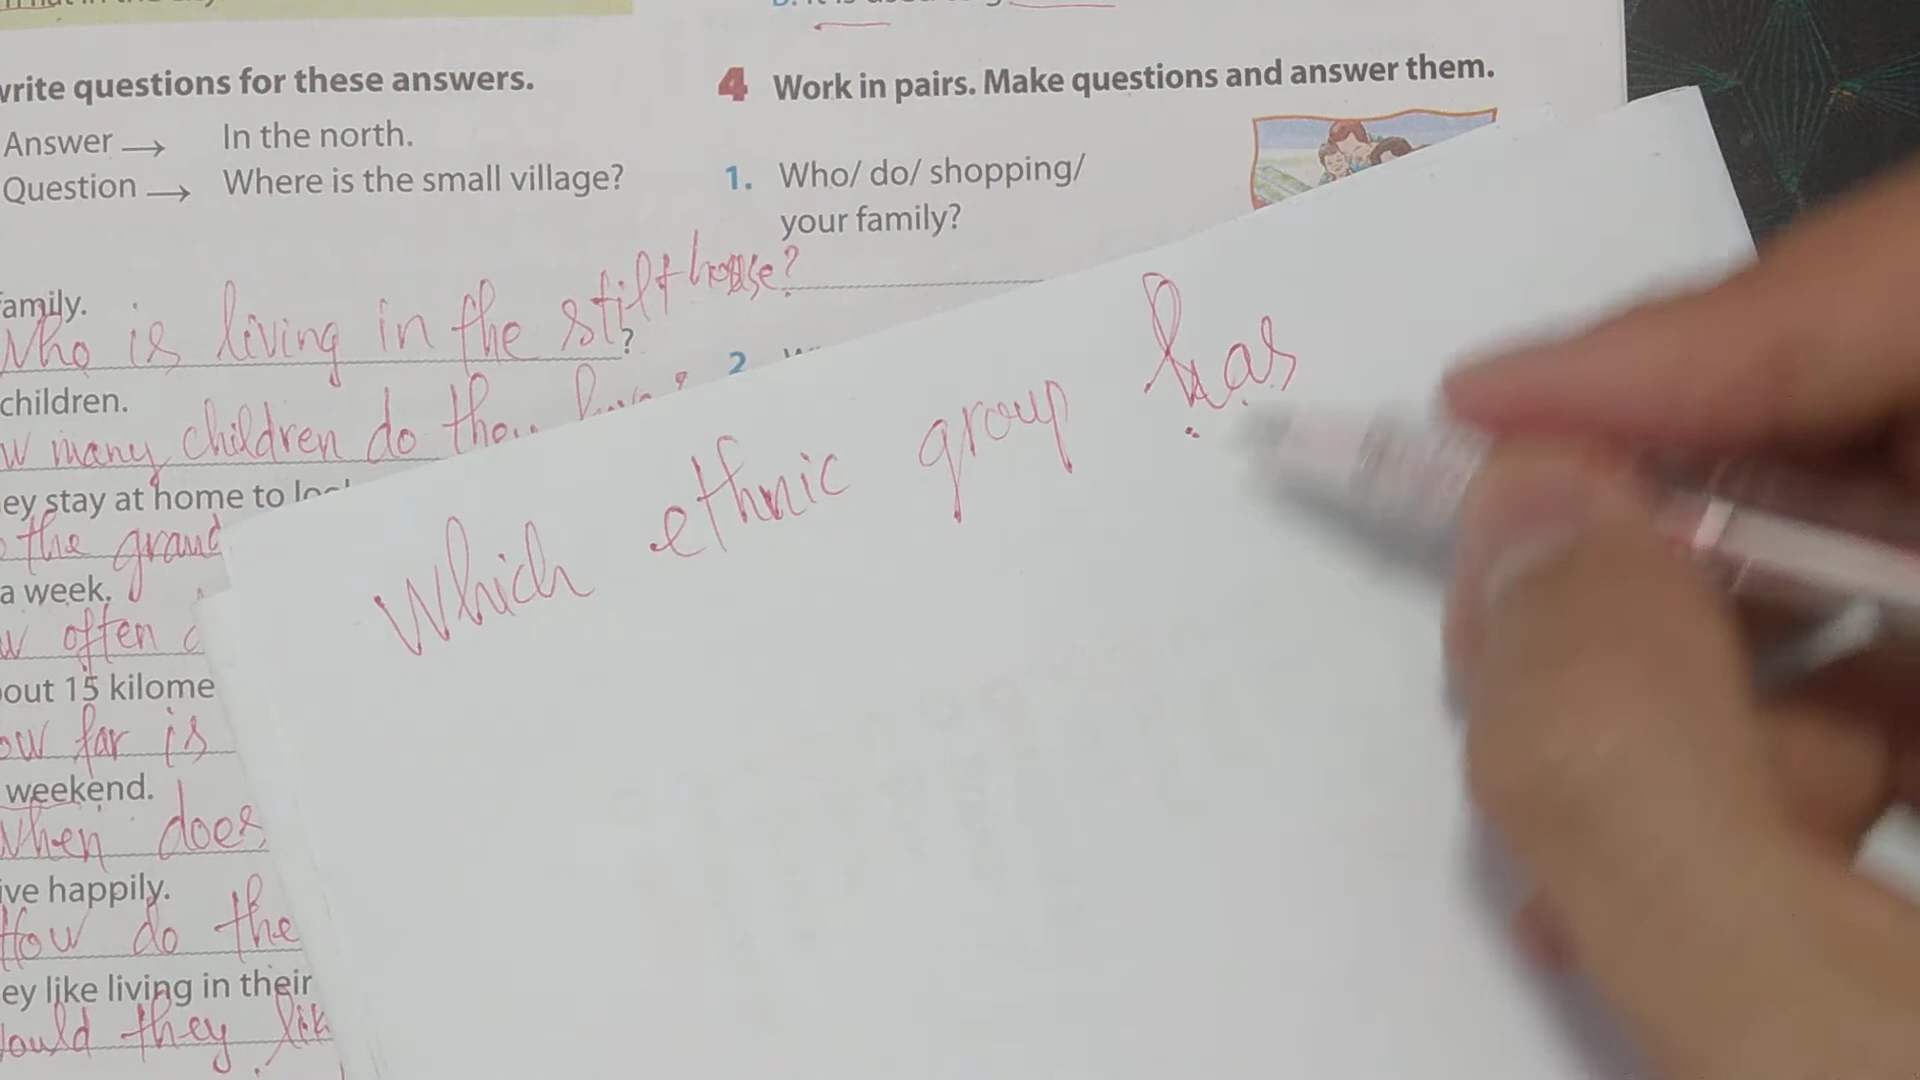 write questions for these answers.
Answer → In the north.
Question → Where is the small village?
family.
Who is living in the stilt house?
?
children.
many children do
ey stay at home to
the grand
a week.
often
out 15 kilome
far is
weekend.
When does
ive happily.
How do the
ey like living in their
ould they lik
4 Work in pairs. Make questions and answer them.
1. Who/ do/ shopping/
your family?
2
Which ethnic group has